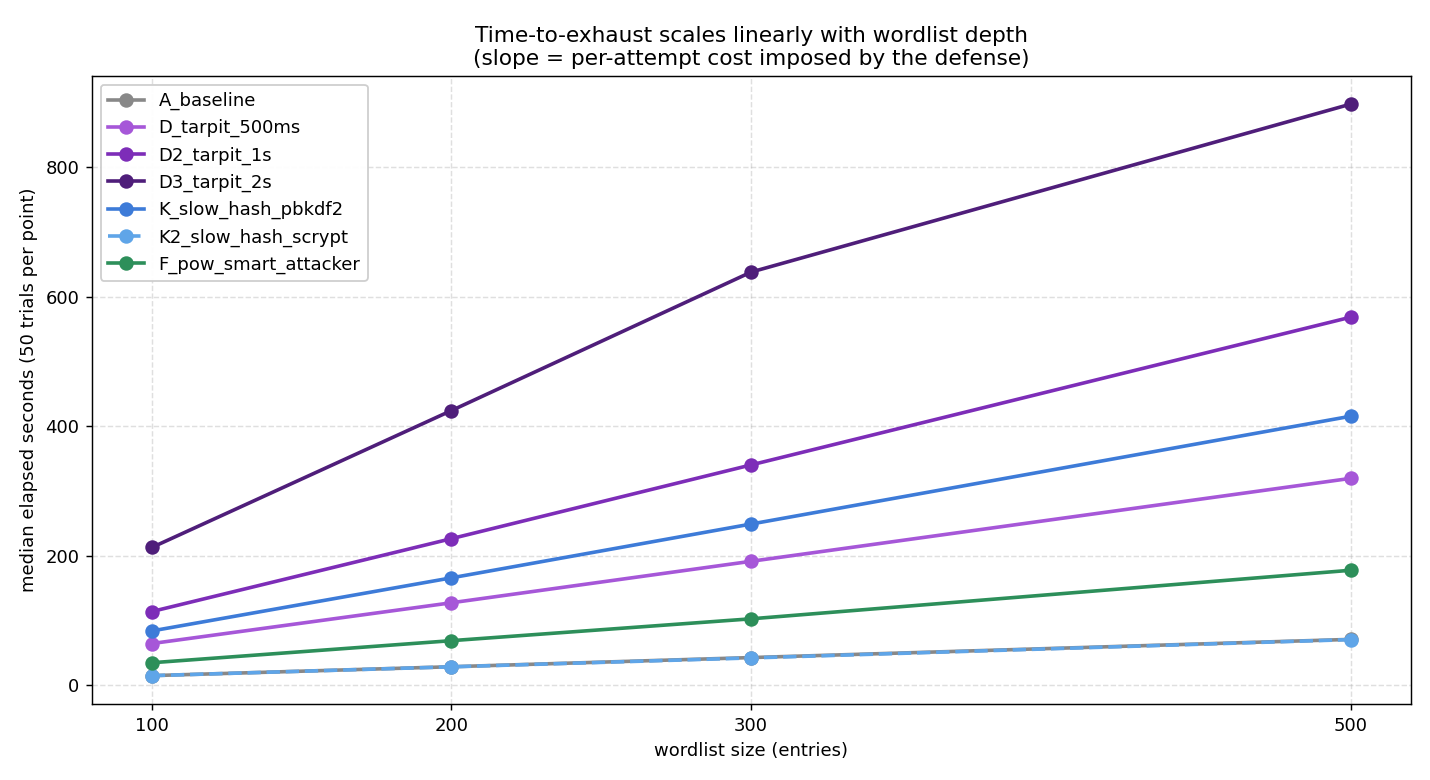 Time-to-exhaust scales linearly with wordlist depth
(slope = per-attempt cost imposed by the defense)
A_baseline
D_tarpit_500ms
D2_tarpit_1s
D3_tarpit_2s
K_slow_hash_pbkdf2
K2_slow_hash_scrypt
F_pow_smart_attacker
median elapsed seconds (50 trials per point)
800
600
400
200
0
100
200
300
500
wordlist size (entries)